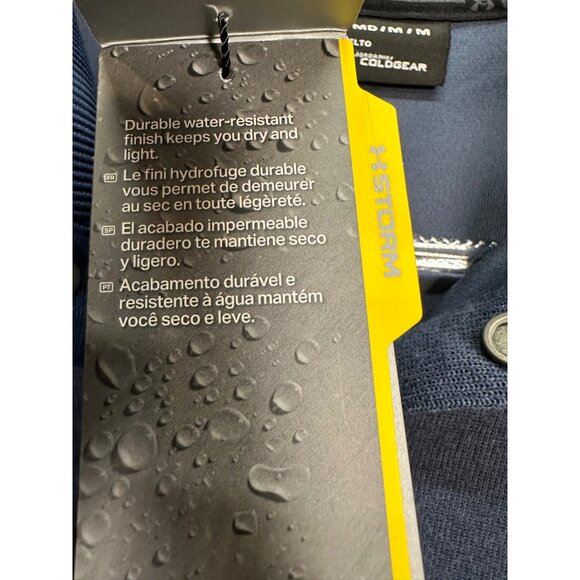 MD/M/M
COLDGEAR
Durable water-resistant
finish keeps you dry and
light.
FR Le fini hydrofuge durable
vous permet de demeurer
au sec en toute légèreté.
SP El acabado impermeable
duradero te mantiene seco
y ligero.
PT Acabamento durável e
resistente à água mantém
você seco e leve.
STORM